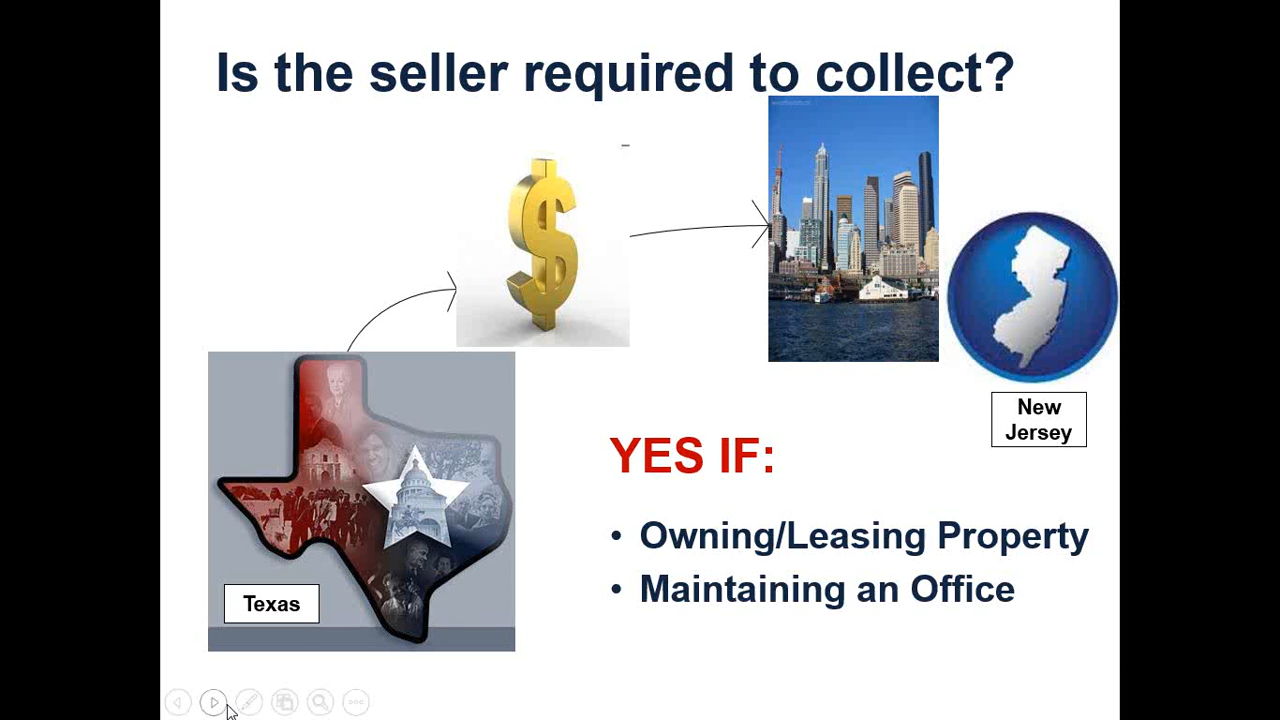 Is the seller required to collect?
New
Jersey
YES IF:
• Owning/Leasing Property
• Maintaining an Office
Texas